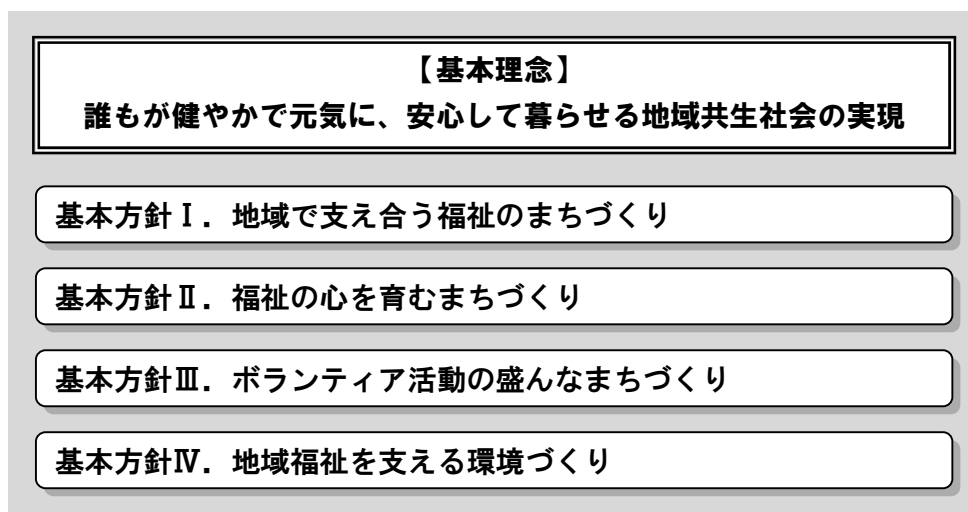 【基本理念】
誰もが健やかで元気に、安心して暮らせる地域共生社会の実現
基本方針Ⅰ．地域で支え合う福祉のまちづくり
基本方針Ⅱ．福祉の心を育むまちづくり
基本方針Ⅲ．ボランティア活動の盛んなまちづくり
基本方針Ⅳ．地域福祉を支える環境づくり